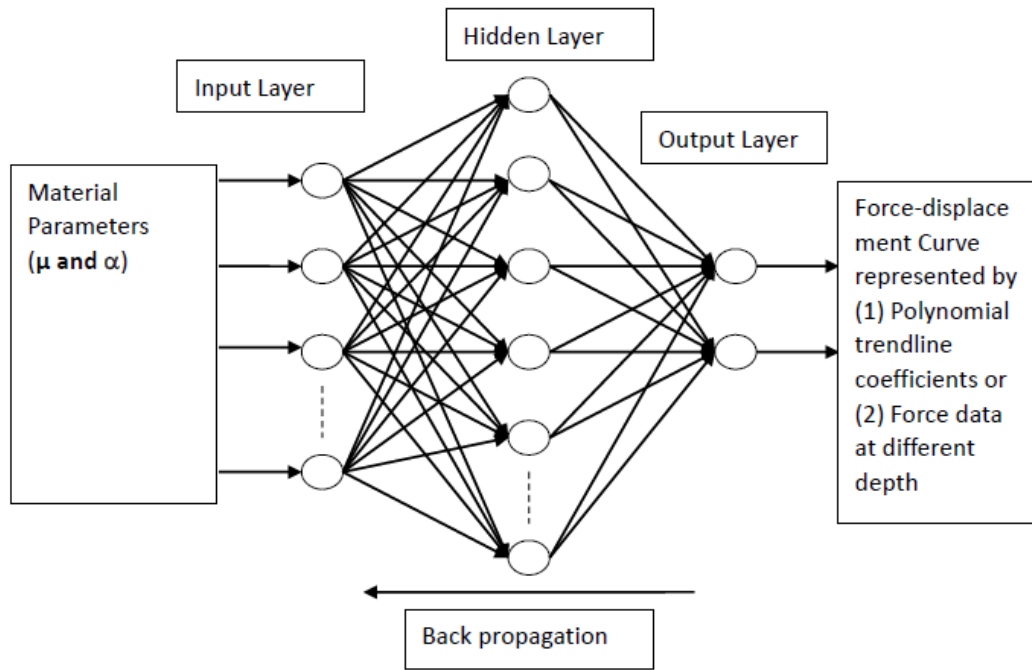 Hidden Layer
Input Layer
Output Layer
Material
Parameters
(μ and α)
Force-displace
ment Curve
represented by
(1) Polynomial
trendline
coefficients or
(2) Force data
at different
depth
Back propagation